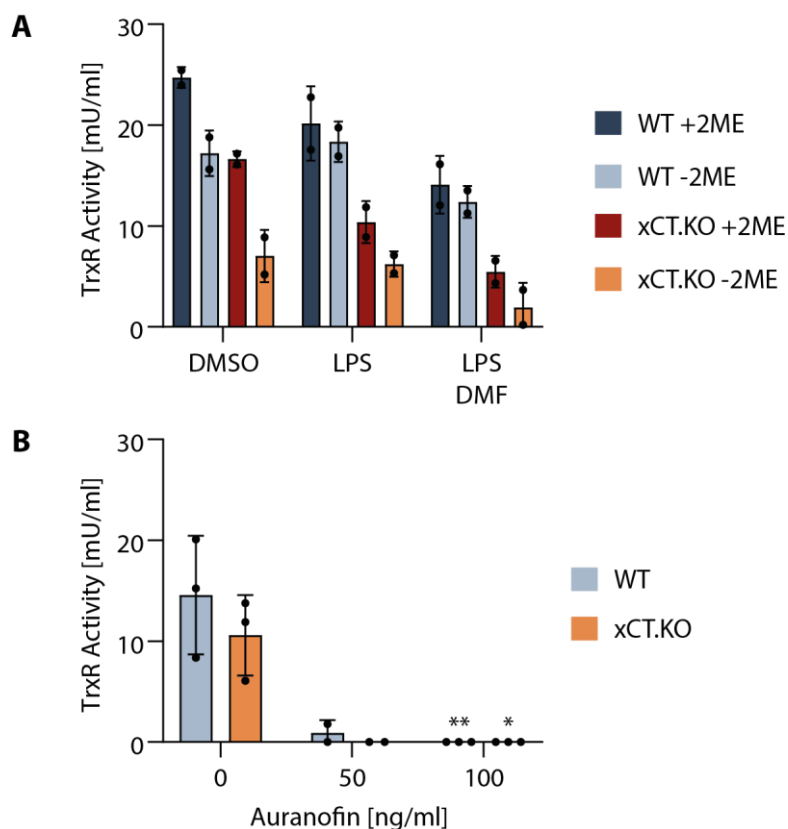 A
TrxR Activity [mU/ml]
30
20
10
0
DMSO
LPS
LPS
DMF
WT +2ME
WT -2ME
xCT.KO +2ME
xCT.KO -2ME
B
TrxR Activity [mU/ml]
30
20
10
0
**
*
0
50
100
Auranofin [ng/ml]
WT
xCT.KO